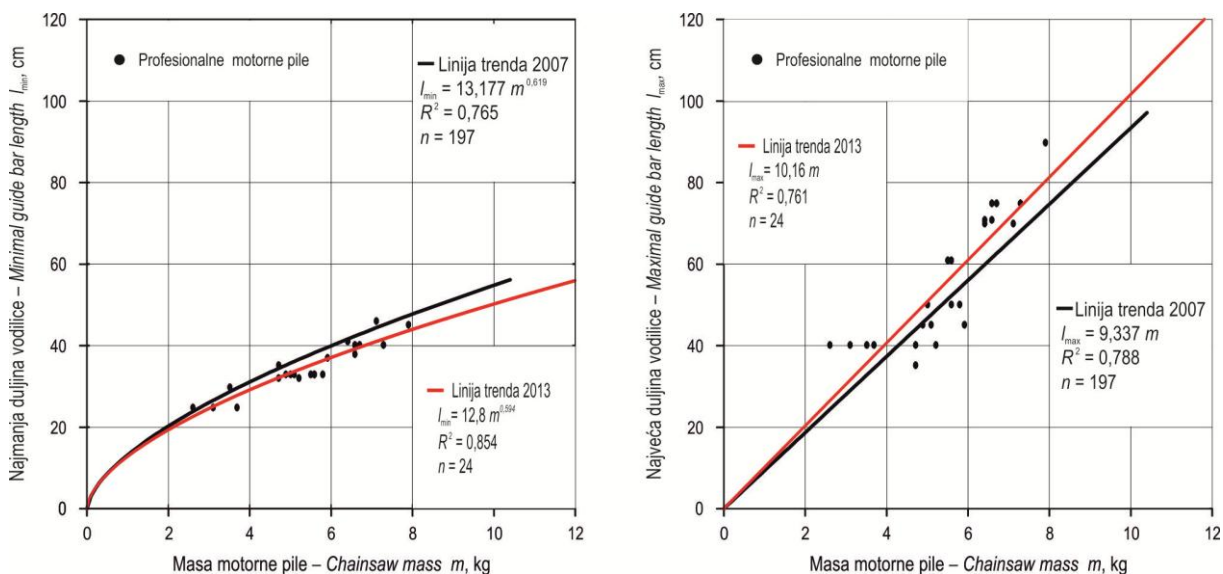 Najmanja duljina vodilice – Minimal guide bar length lmin, cm
120
100
80
60
40
20
0
Profesionalne motorne pile
Linija trenda 2007
lmin = 13,177 m^0,619
R² = 0,765
n = 197
Linija trenda 2013
lmin = 12,8 m^0,594
R² = 0,854
n = 24
0 2 4 6 8 10 12
Masa motorne pile – Chainsaw mass m, kg
Najveća duljina vodilice – Maximal guide bar length lmax, cm
120
100
80
60
40
20
0
Profesionalne motorne pile
Linija trenda 2013
lmax = 10,16 m
R² = 0,761
n = 24
Linija trenda 2007
lmax = 9,337 m
R² = 0,788
n = 197
0 2 4 6 8 10 12
Masa motorne pile – Chainsaw mass m, kg